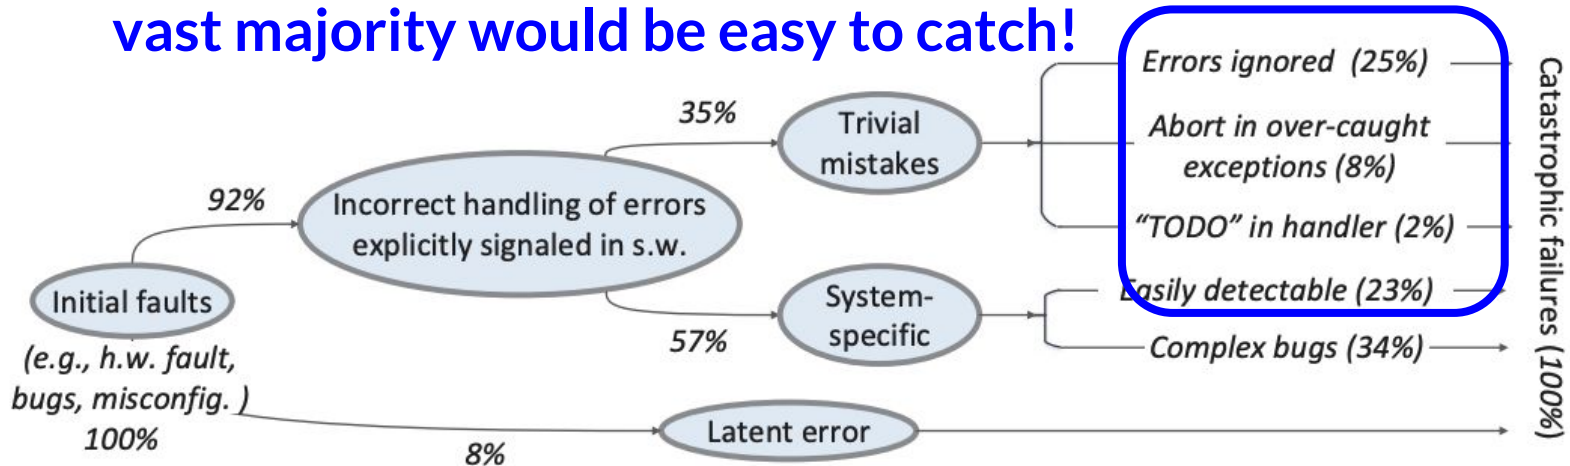 vast majority would be easy to catch!
Errors ignored (25%)
35%
Trivial
mistakes
Abort in over-caught
exceptions (8%)
92%
Incorrect handling of errors
explicitly signaled in s.w.
“TODO” in handler (2%)
Initial faults
System-
specific
Easily detectable (23%)
57%
Complex bugs (34%)
(e.g., h.w. fault,
bugs, misconfig. )
100%
8%
Latent error
Catastrophic failures (100%)